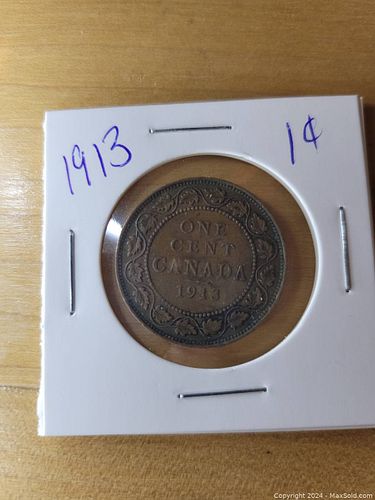 1913
1¢
ONE
CENT
CANADA
1913
Copyright 2024 - MaxSold.com